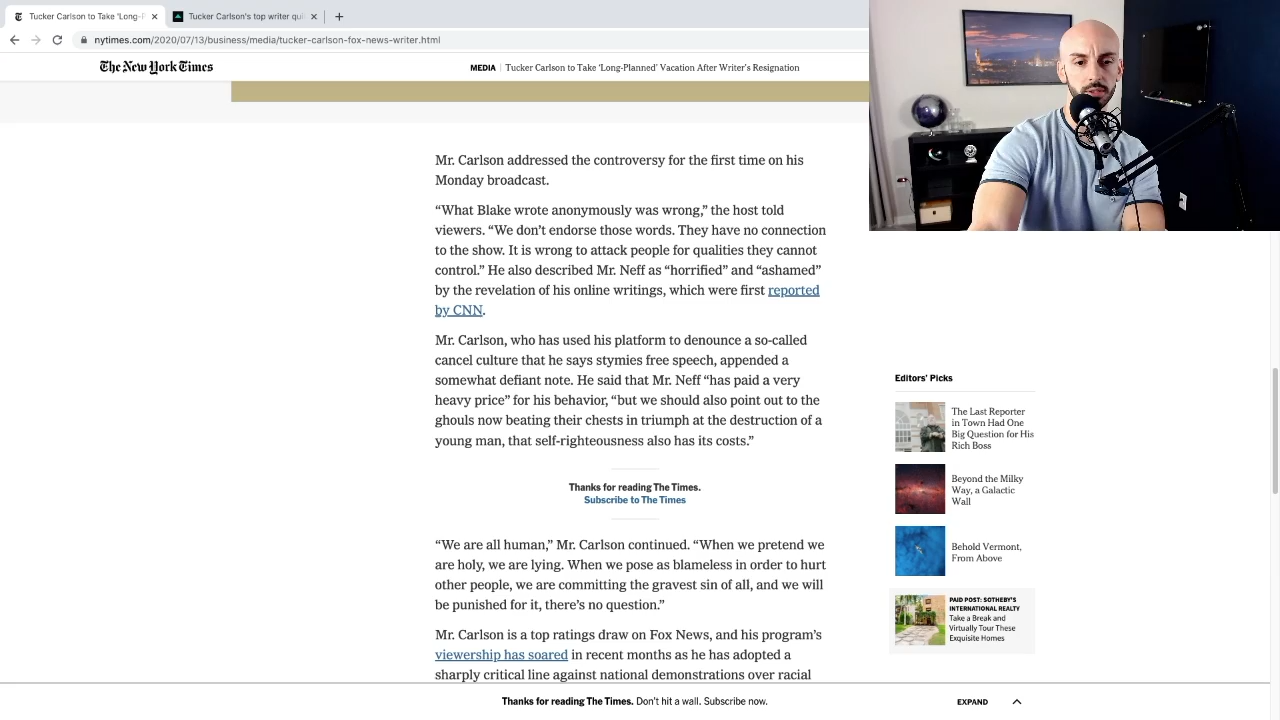 Tucker Carlson to Take 'Long-P
Tucker Carlson's top writer qui
nytimes.com/2020/07/13/business/media/tucker-carlson-fox-news-writer.html
The New York Times
MEDIA | Tucker Carlson to Take ‘Long-Planned’ Vacation After Writer’s Resignation
Mr. Carlson addressed the controversy for the first time on his
Monday broadcast.
“What Blake wrote anonymously was wrong,” the host told
viewers. “We don’t endorse those words. They have no connection
to the show. It is wrong to attack people for qualities they cannot
control.” He also described Mr. Neff as “horrified” and “ashamed”
by the revelation of his online writings, which were first reported
by CNN.
Mr. Carlson, who has used his platform to denounce a so-called
cancel culture that he says stymies free speech, appended a
somewhat defiant note. He said that Mr. Neff “has paid a very
heavy price” for his behavior, “but we should also point out to the
ghouls now beating their chests in triumph at the destruction of a
young man, that self-righteousness also has its costs.”
Thanks for reading The Times.
Subscribe to The Times
“We are all human,” Mr. Carlson continued. “When we pretend we
are holy, we are lying. When we pose as blameless in order to hurt
other people, we are committing the gravest sin of all, and we will
be punished for it, there’s no question.”
Mr. Carlson is a top ratings draw on Fox News, and his program’s
viewership has soared in recent months as he has adopted a
sharply critical line against national demonstrations over racial
Editors’ Picks
The Last Reporter
in Town Had One
Big Question for His
Rich Boss
Beyond the Milky
Way, a Galactic
Wall
Behold Vermont,
From Above
PAID POST: SOTHEBY’S
INTERNATIONAL REALTY
Take a Break and
Virtually Tour These
Exquisite Homes
Thanks for reading The Times. Don't hit a wall. Subscribe now.
EXPAND